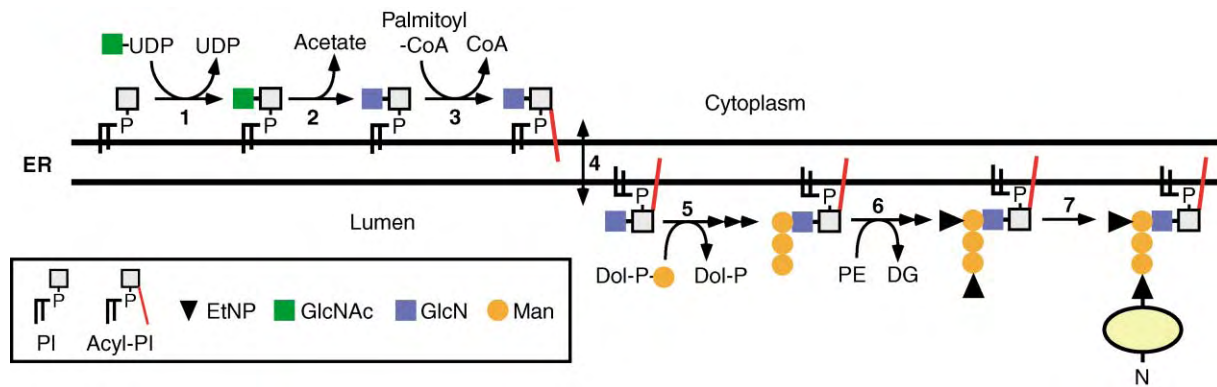 Palmitoyl
UDP UDP Acetate -CoA CoA
1 2 3
P P P P
Cytoplasm
ER
4
Lumen
P P P P
5 6 7
Dol-P- Dol-P PE DG
N
P P
PI Acyl-PI
EtNP GlcNAc GlcN Man